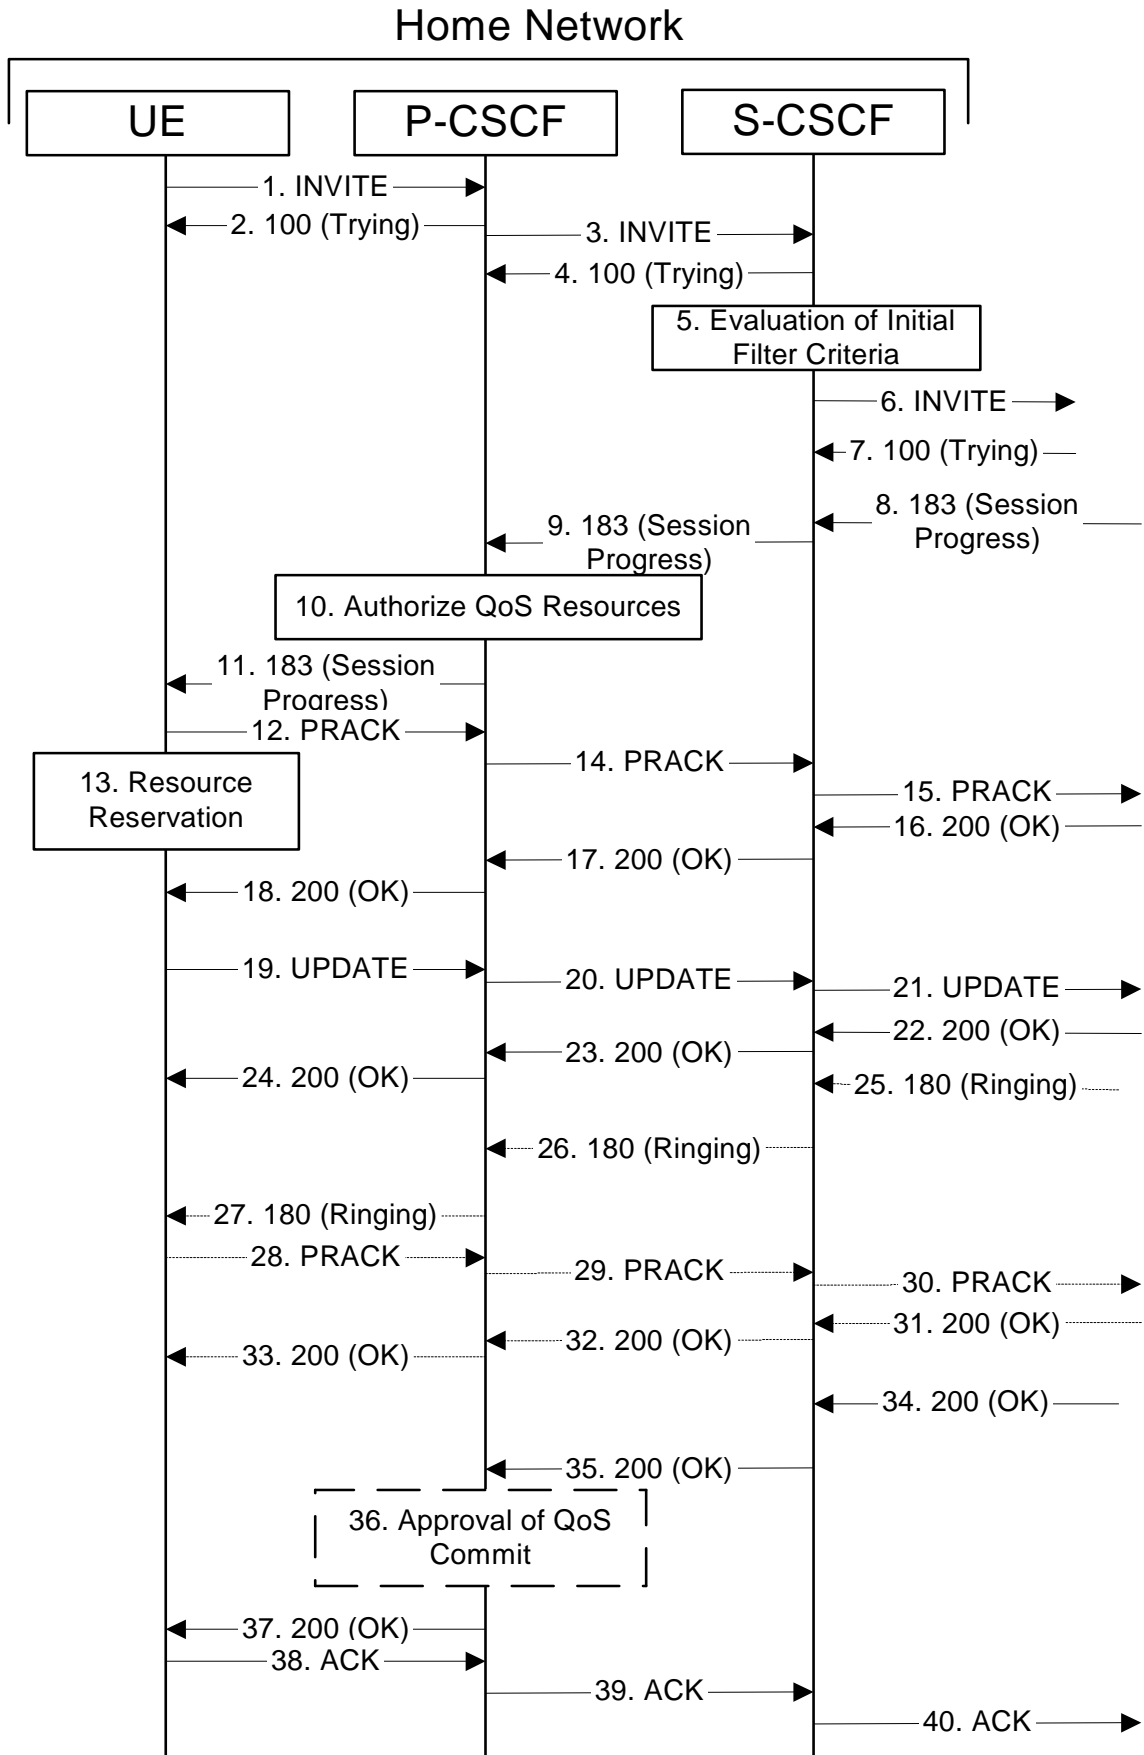 Home Network
UE
P-CSCF
S-CSCF
1. INVITE
2. 100 (Trying)
3. INVITE
4. 100 (Trying)
5. Evaluation of Initial
Filter Criteria
6. INVITE
7. 100 (Trying)
8. 183 (Session
Progress)
9. 183 (Session
Progress)
10. Authorize QoS Resources
11. 183 (Session
Progress)
12. PRACK
13. Resource
Reservation
14. PRACK
15. PRACK
16. 200 (OK)
17. 200 (OK)
18. 200 (OK)
19. UPDATE
20. UPDATE
21. UPDATE
22. 200 (OK)
23. 200 (OK)
24. 200 (OK)
25. 180 (Ringing)
26. 180 (Ringing)
27. 180 (Ringing)
28. PRACK
29. PRACK
30. PRACK
31. 200 (OK)
32. 200 (OK)
33. 200 (OK)
34. 200 (OK)
35. 200 (OK)
36. Approval of QoS
Commit
37. 200 (OK)
38. ACK
39. ACK
40. ACK